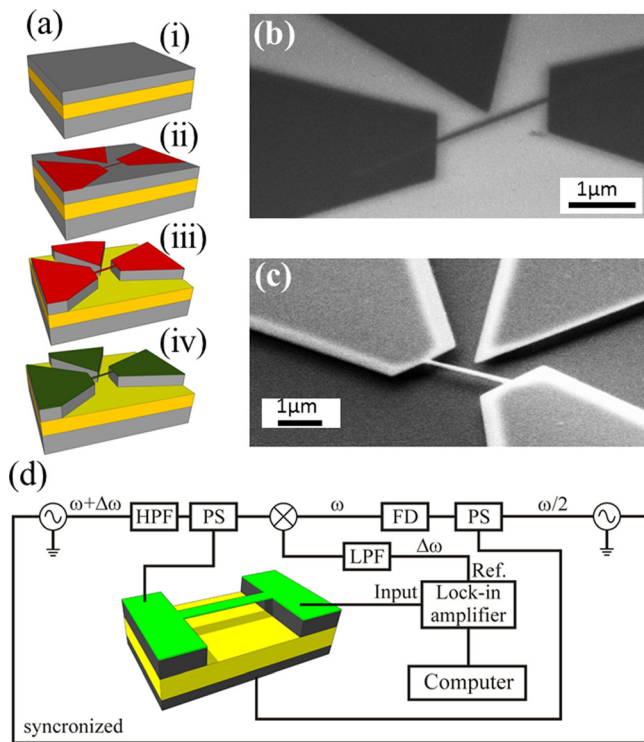 (a)
(i)
(ii)
(iii)
(iv)
(b)
1μm
(c)
1μm
(d)
ω+Δω
HPF
PS
ω
FD
PS
ω/2
LPF
Δω
Ref.
Input
Lock-in
amplifier
Computer
syncronized